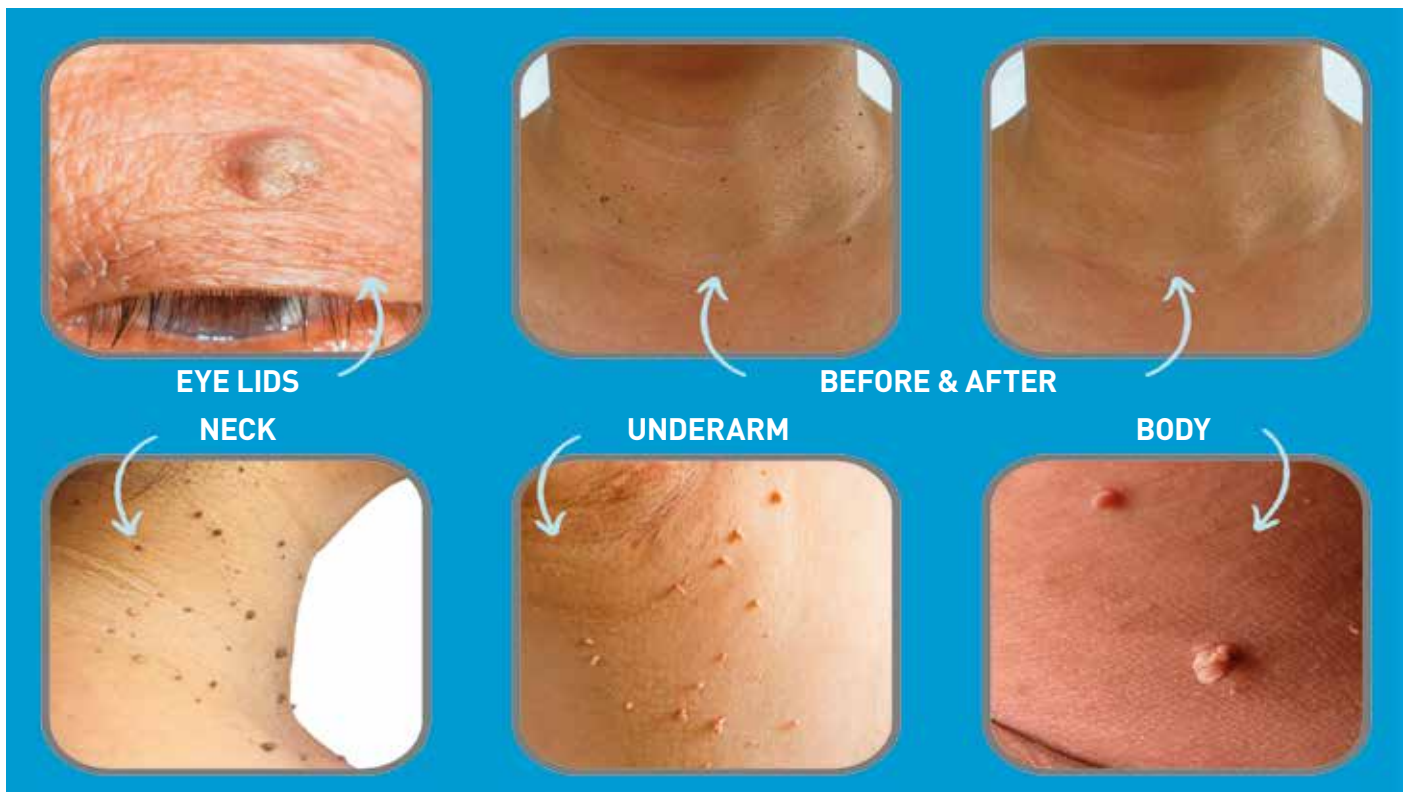 EYE LIDS
BEFORE & AFTER
NECK
UNDERARM
BODY